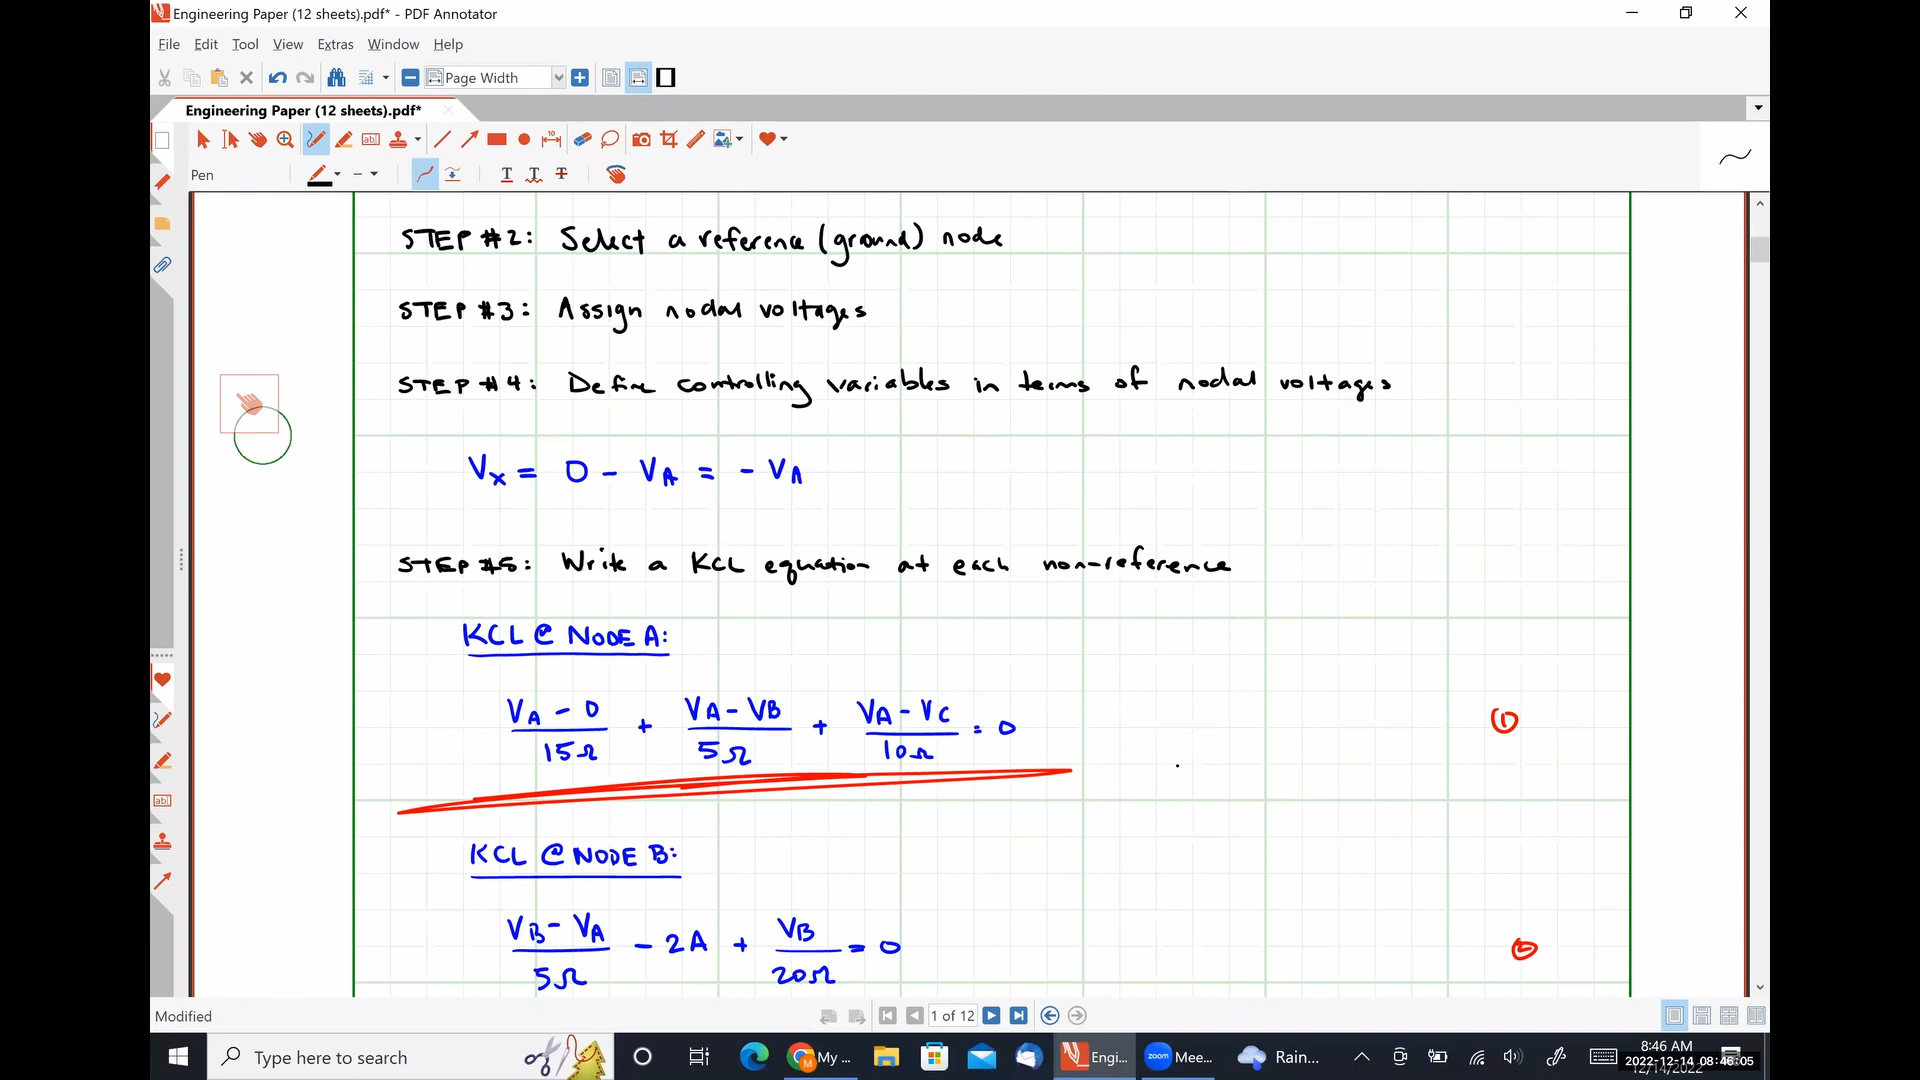 Engineering Paper (12 sheets).pdf* - PDF Annotator
File Edit Tool View Extras Window Help
Page Width
Engineering Paper (12 sheets).pdf*
Pen
STEP #2: Select a reference (ground) node
STEP #3: Assign nodal voltages
STEP #4: Define controlling variables in terms of nodal voltages
Vx = 0 - VA = - VA
STEP #5: Write a KCL equation at each non-reference
KCL @ NODE A:
(VA - 0)/15Ω + (VA - VB)/5Ω + (VA - VC)/10Ω = 0 ①
KCL @ NODE B:
(VB - VA)/5Ω - 2A + VB/20Ω = 0 ②
Modified
1 of 12
Type here to search
My ...
Engi...
zoom
Mee...
Rain...
8:46 AM
2022-12-14 08:46:05
12/14/2022